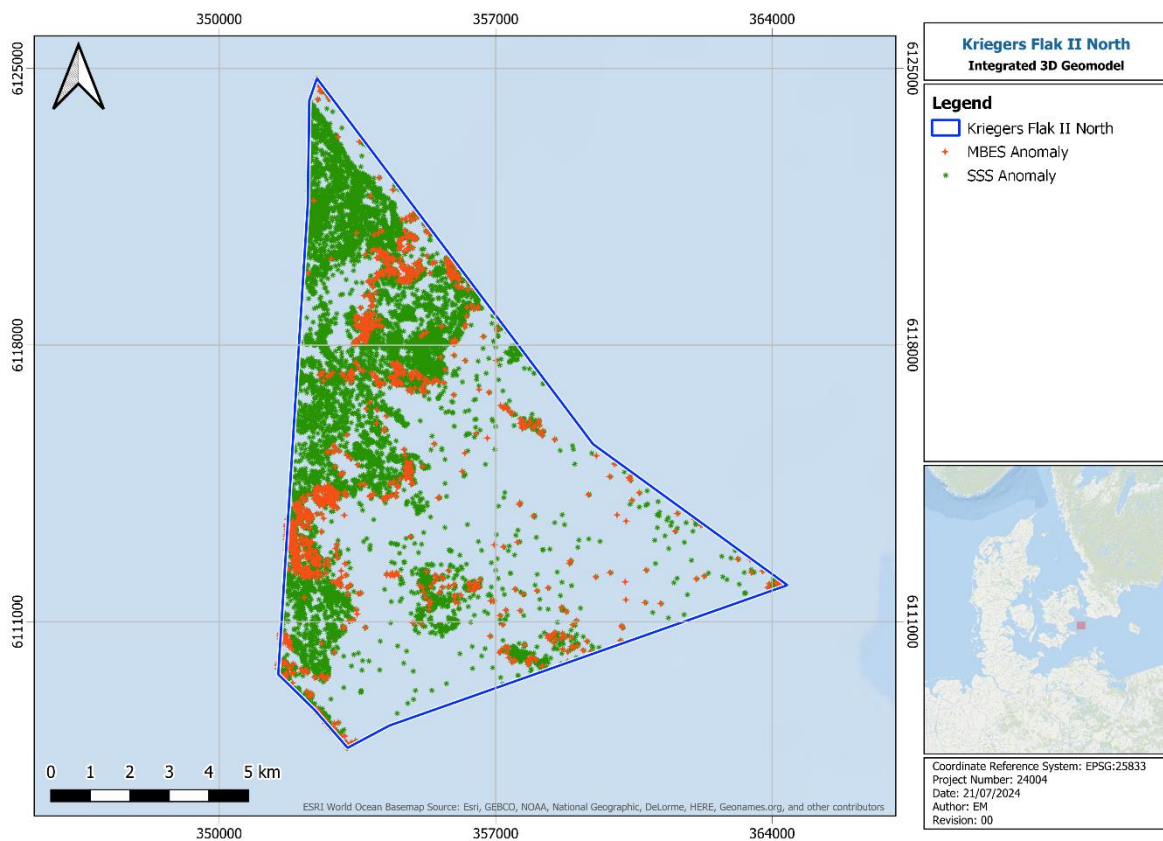 350000
357000
364000
6125000
6125000
6118000
6118000
6111000
6111000
0 1 2 3 4 5 km
ESRI World Ocean Basemap Source: Esri, GEBCO, NOAA, National Geographic, DeLorme, HERE, Geonames.org, and other contributors
350000
357000
364000
Kriegers Flak II North
Integrated 3D Geomodel
Legend
Kriegers Flak II North
MBES Anomaly
SSS Anomaly
Coordinate Reference System: EPSG:25833
Project Number: 24004
Date: 21/07/2024
Author: EM
Revision: 00